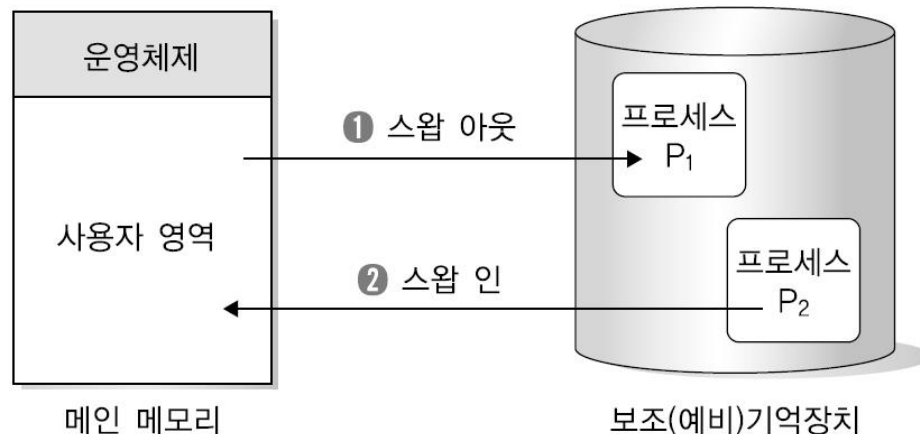 운영체제
❶ 스왑 아웃
프로세스
P₁
사용자 영역
❷ 스왑 인
프로세스
P₂
메인 메모리
보조(예비)기억장치